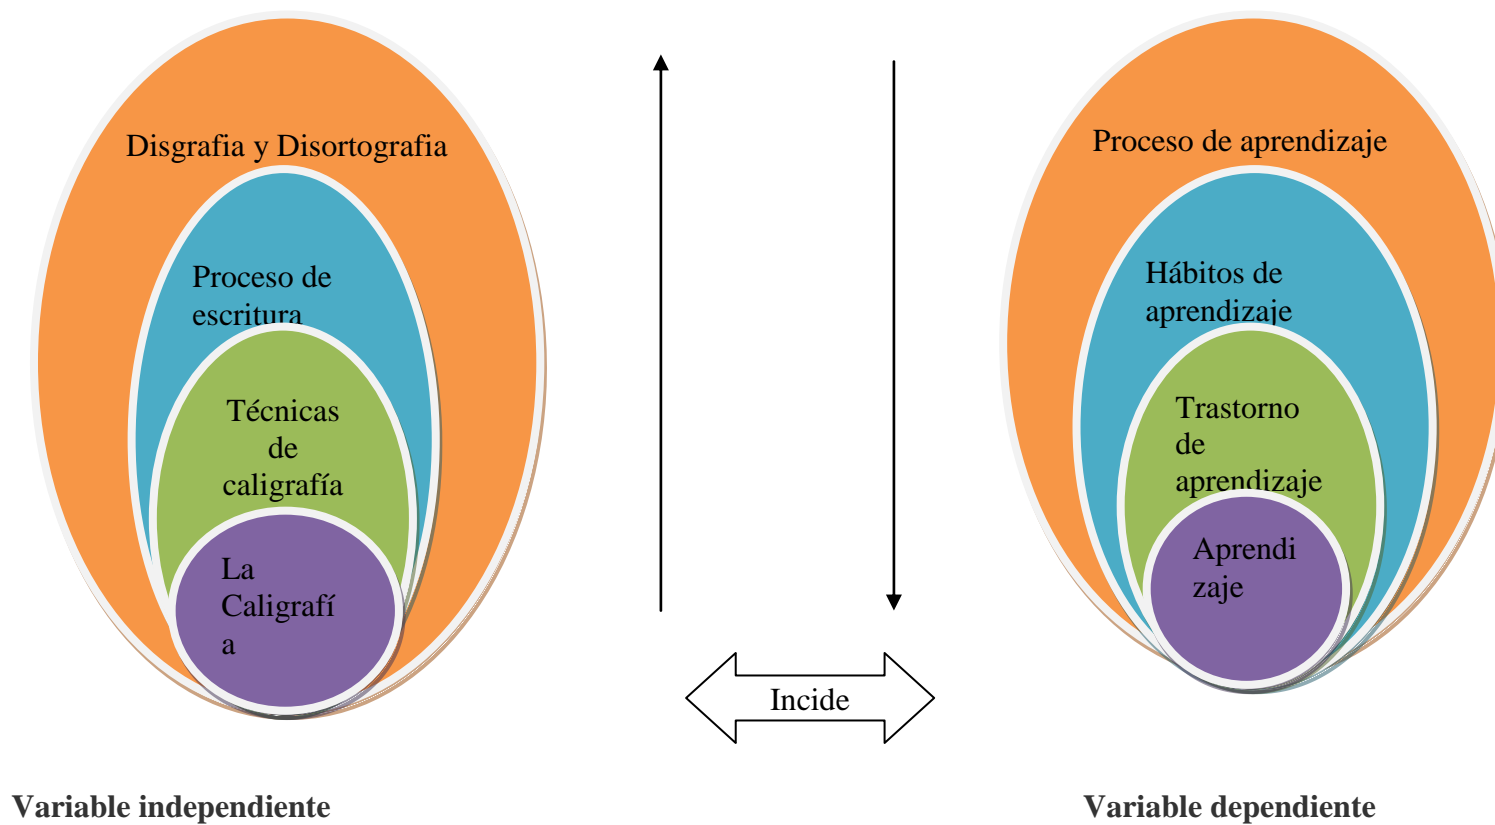 Disgrafia y Disortografia
Proceso de
escritura
Técnicas
de
caligrafía
La
Caligrafí
a
Incide
Proceso de aprendizaje
Hábitos de
aprendizaje
Trastorno
de
aprendizaje
Aprendi
zaje
Variable independiente
Variable dependiente